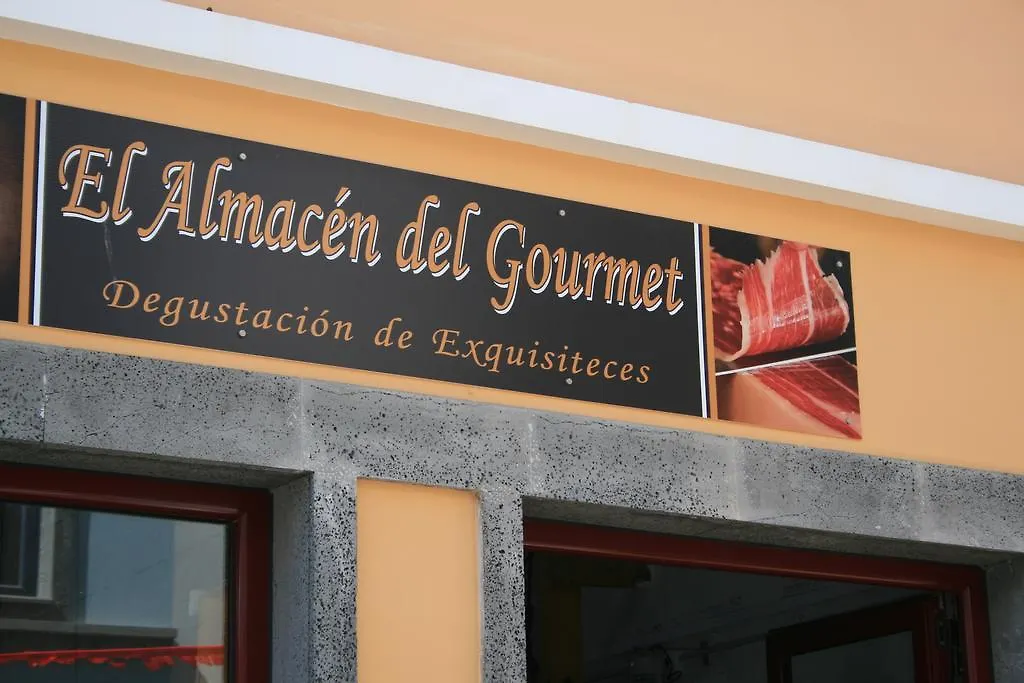 El Almacén del Gourmet
Degustación de Exquisiteces